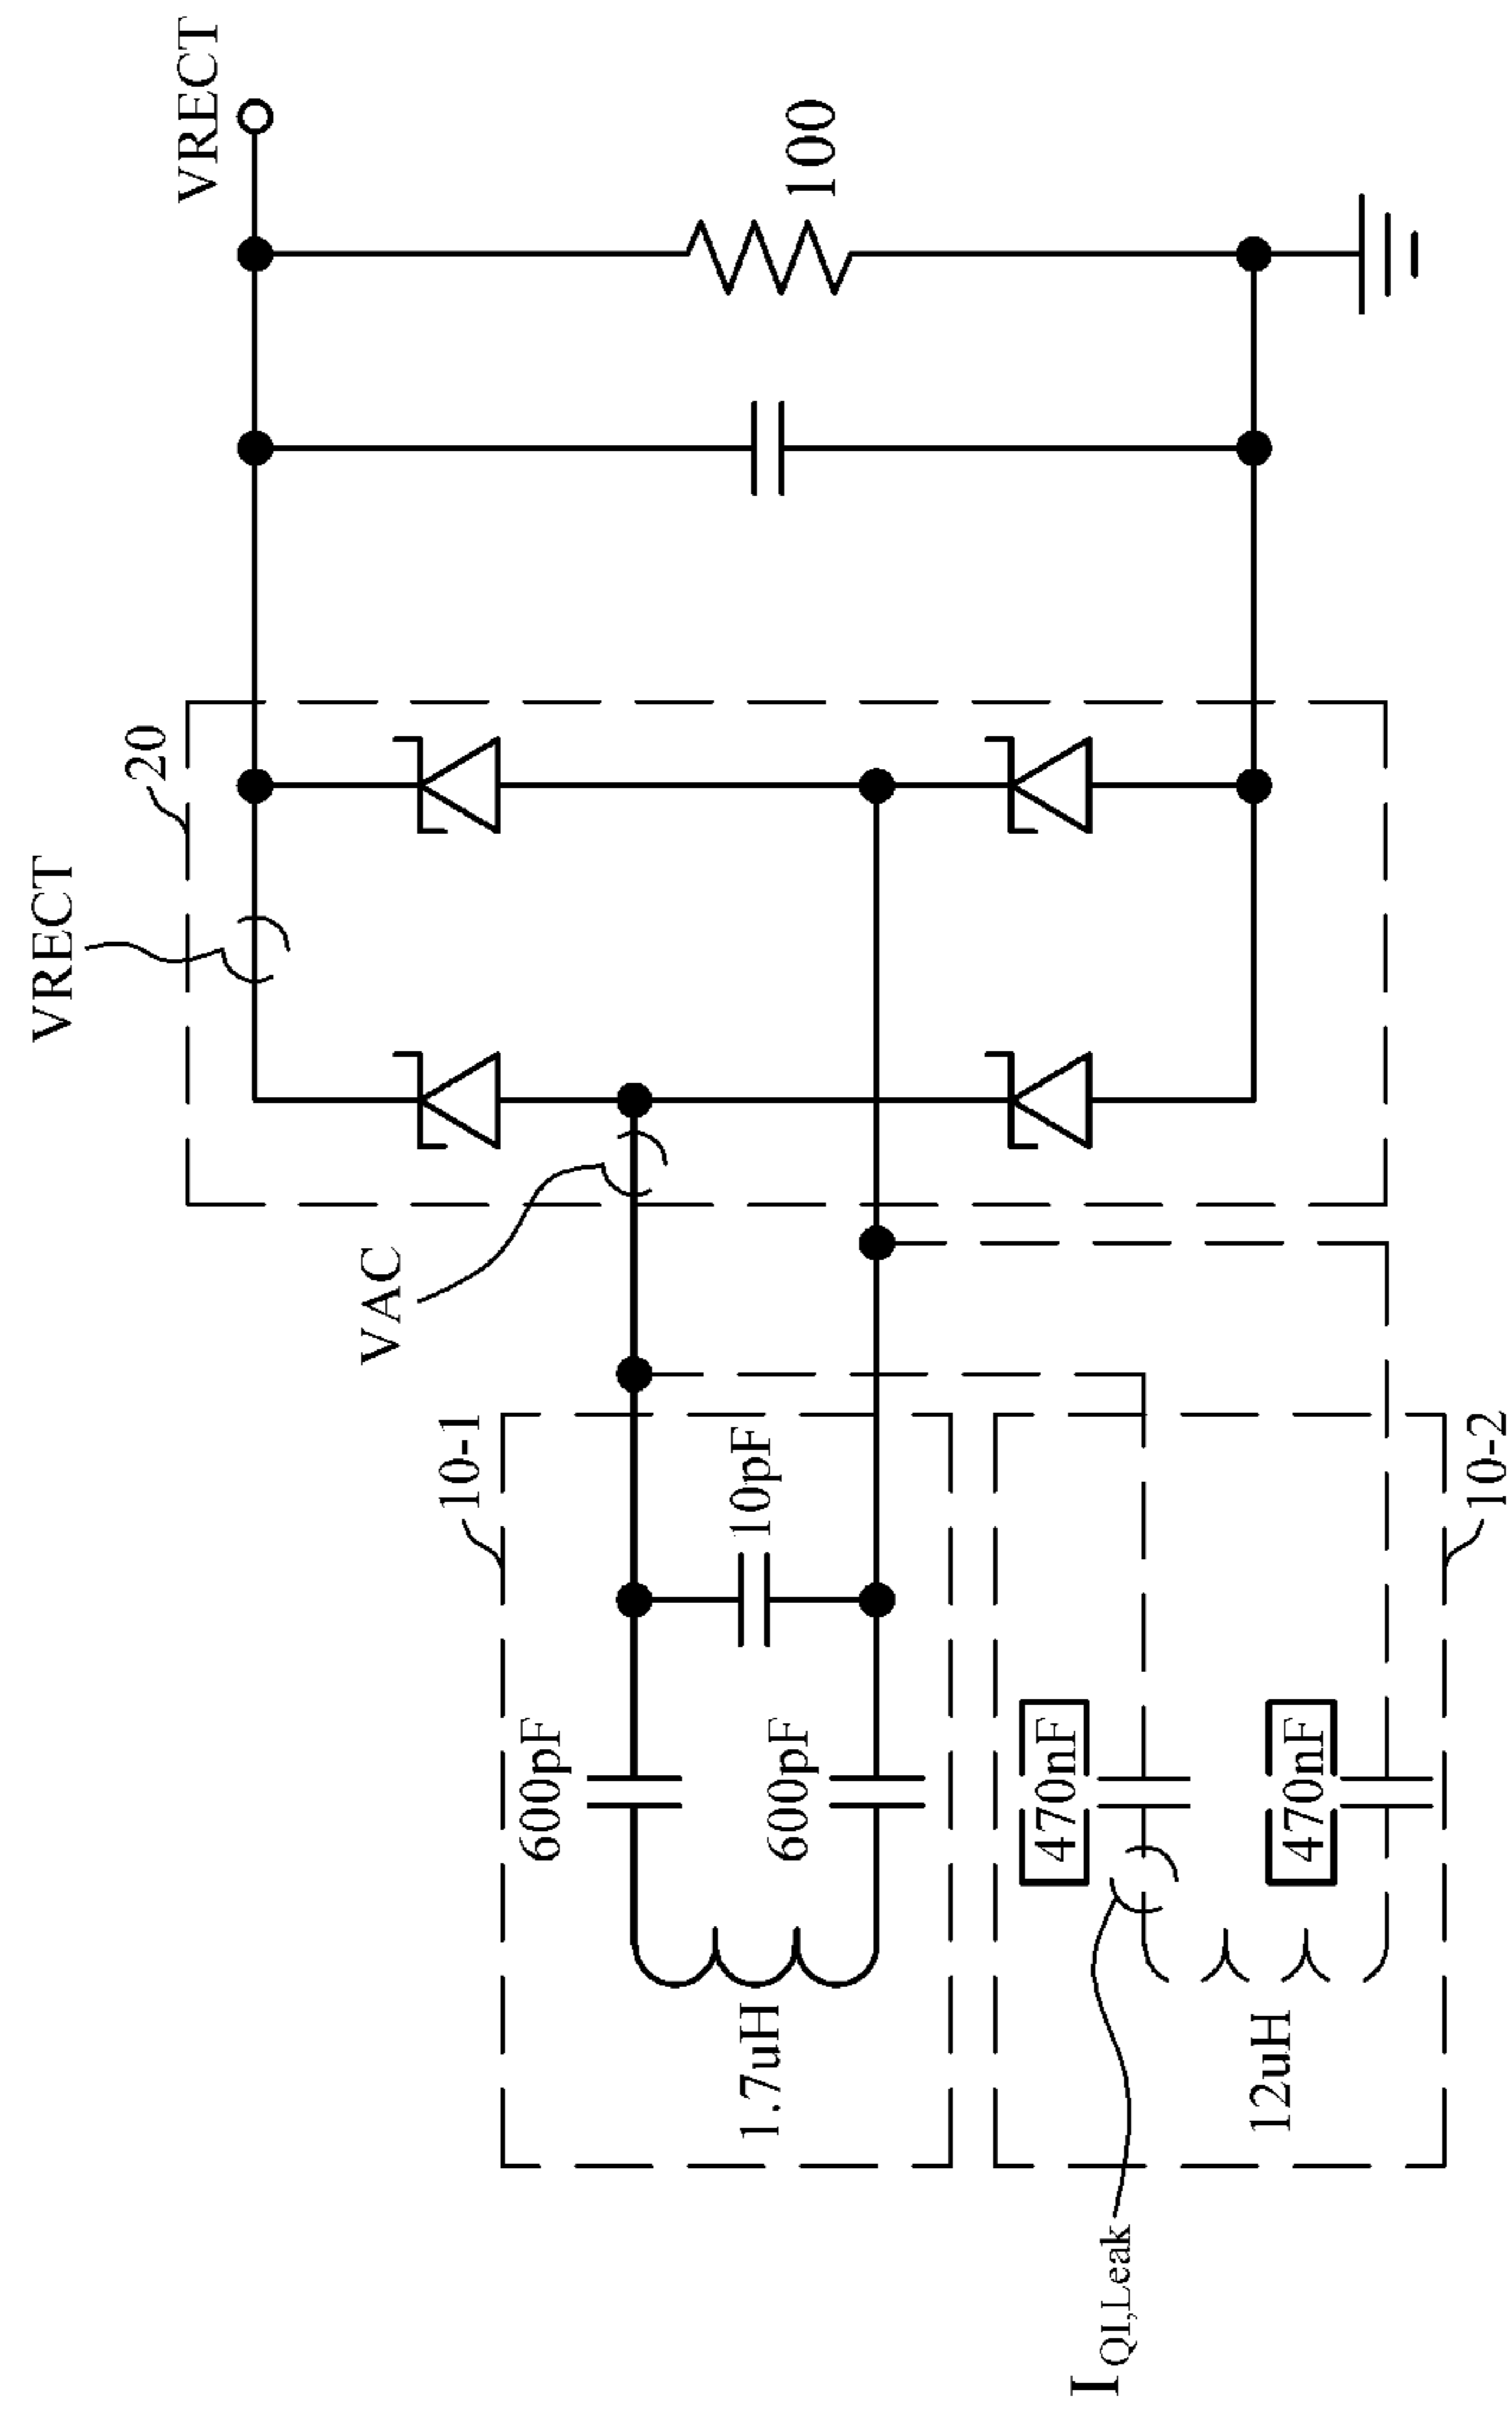 VRECT
20
VRECT
100
VAC
10-1
600pF
10pF
600pF
1.7uH
470nF
470nF
12uH
10-2
IQI,Leak